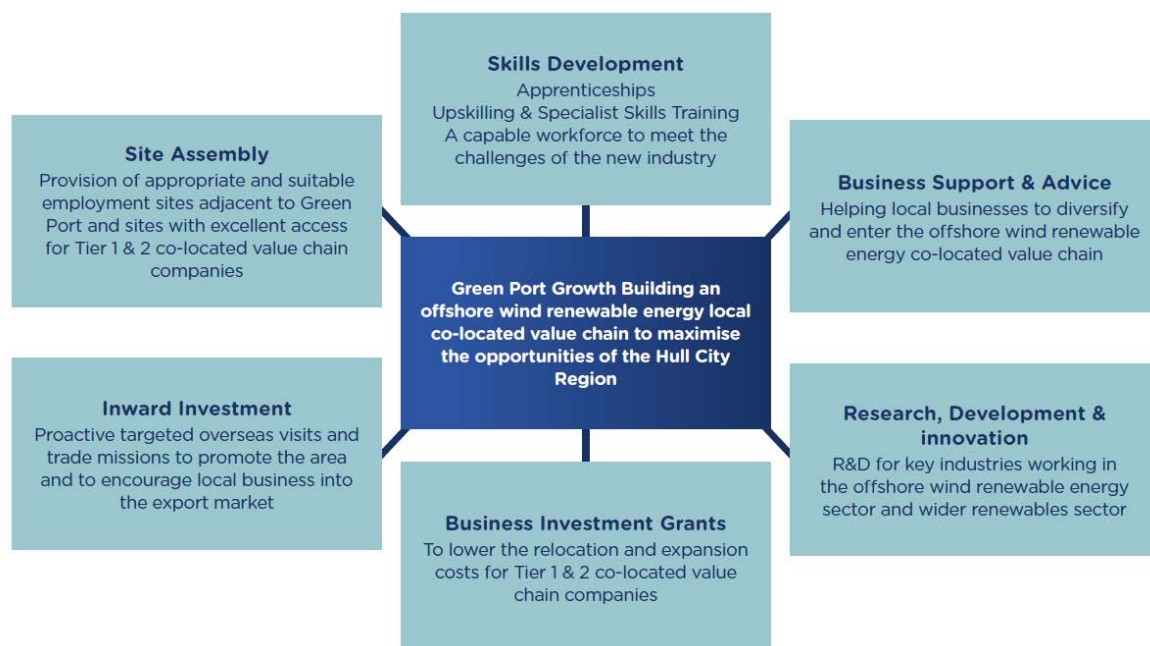 Skills Development
Apprenticeships
Upskilling & Specialist Skills Training
A capable workforce to meet the
challenges of the new industry
Site Assembly
Provision of appropriate and suitable
employment sites adjacent to Green
Port and sites with excellent access
for Tier 1 & 2 co-located value chain
companies
Business Support & Advice
Helping local businesses to diversify
and enter the offshore wind renewable
energy co-located value chain
Green Port Growth Building an
offshore wind renewable energy local
co-located value chain to maximise
the opportunities of the Hull City
Region
Inward Investment
Proactive targeted overseas visits and
trade missions to promote the area
and to encourage local business into
the export market
Research, Development &
innovation
R&D for key industries working in
the offshore wind renewable energy
sector and wider renewables sector
Business Investment Grants
To lower the relocation and expansion
costs for Tier 1 & 2 co-located value
chain companies